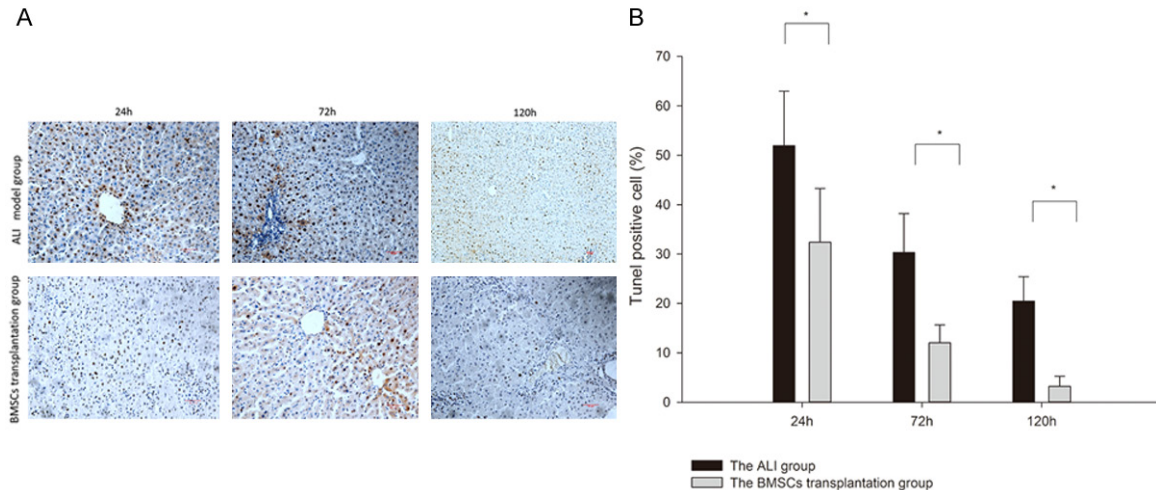 A
24h
72h
120h
ALI model group
BMSCs transplantation group
B
Tunel positive cell (%)
70
60
50
40
30
20
10
0
*
*
*
24h
72h
120h
The ALI group
The BMSCs transplantation group